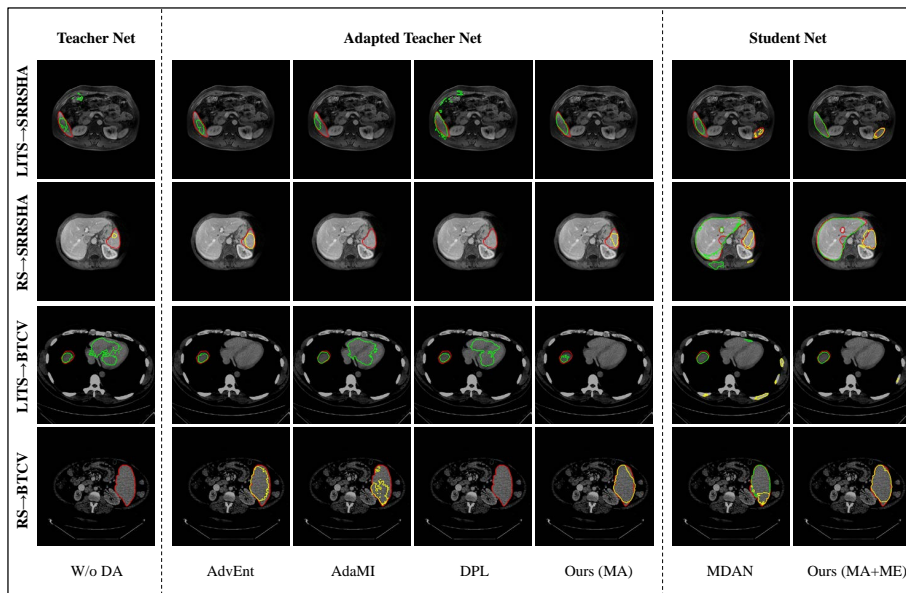 Teacher Net
Adapted Teacher Net
Student Net
LITS→SRRSHA
RS→SRRSHA
LITS→BTCV
RS→BTCV
W/o DA
AdvEnt
AdaMI
DPL
Ours (MA)
MDAN
Ours (MA+ME)